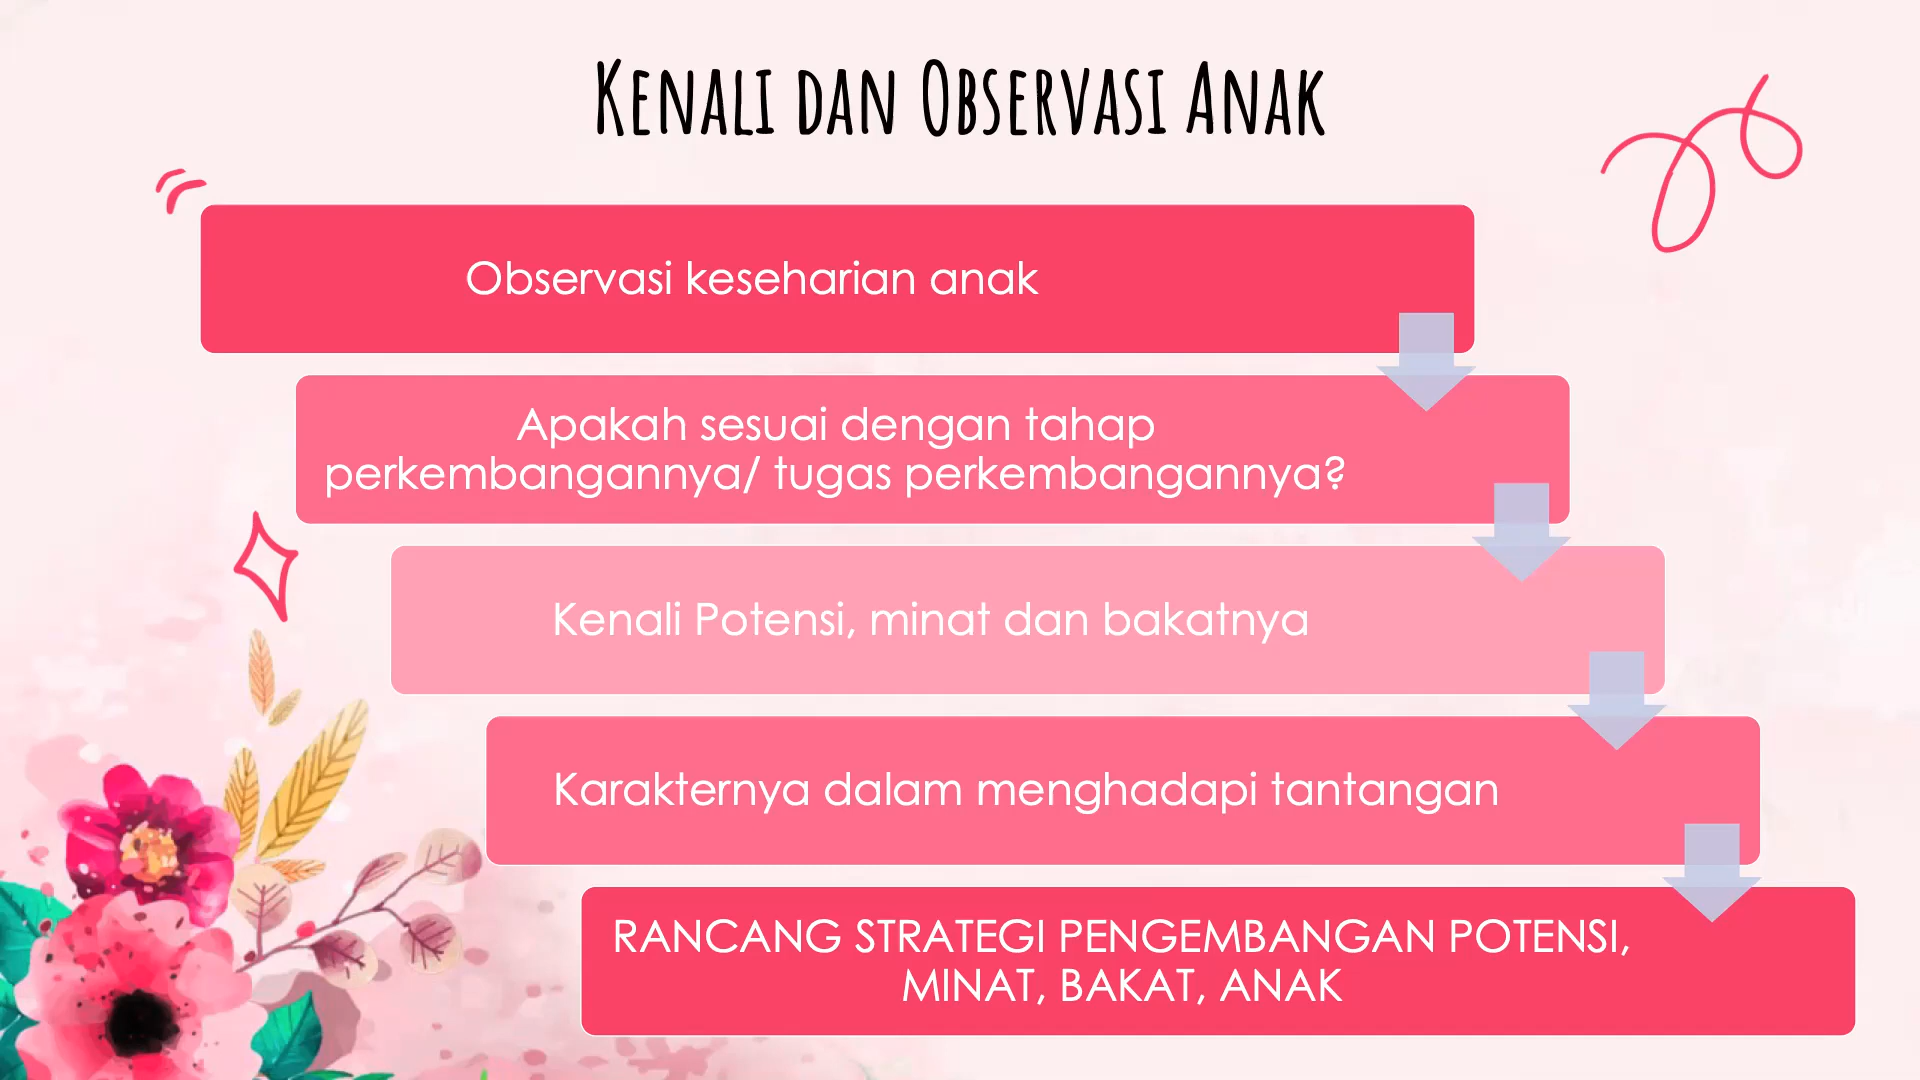 Kenali dan Observasi Anak
Observasi keseharian anak
Apakah sesuai dengan tahap
perkembangannya/ tugas perkembangannya?
Kenali Potensi, minat dan bakatnya
Karakternya dalam menghadapi tantangan
RANCANG STRATEGI PENGEMBANGAN POTENSI,
MINAT, BAKAT, ANAK